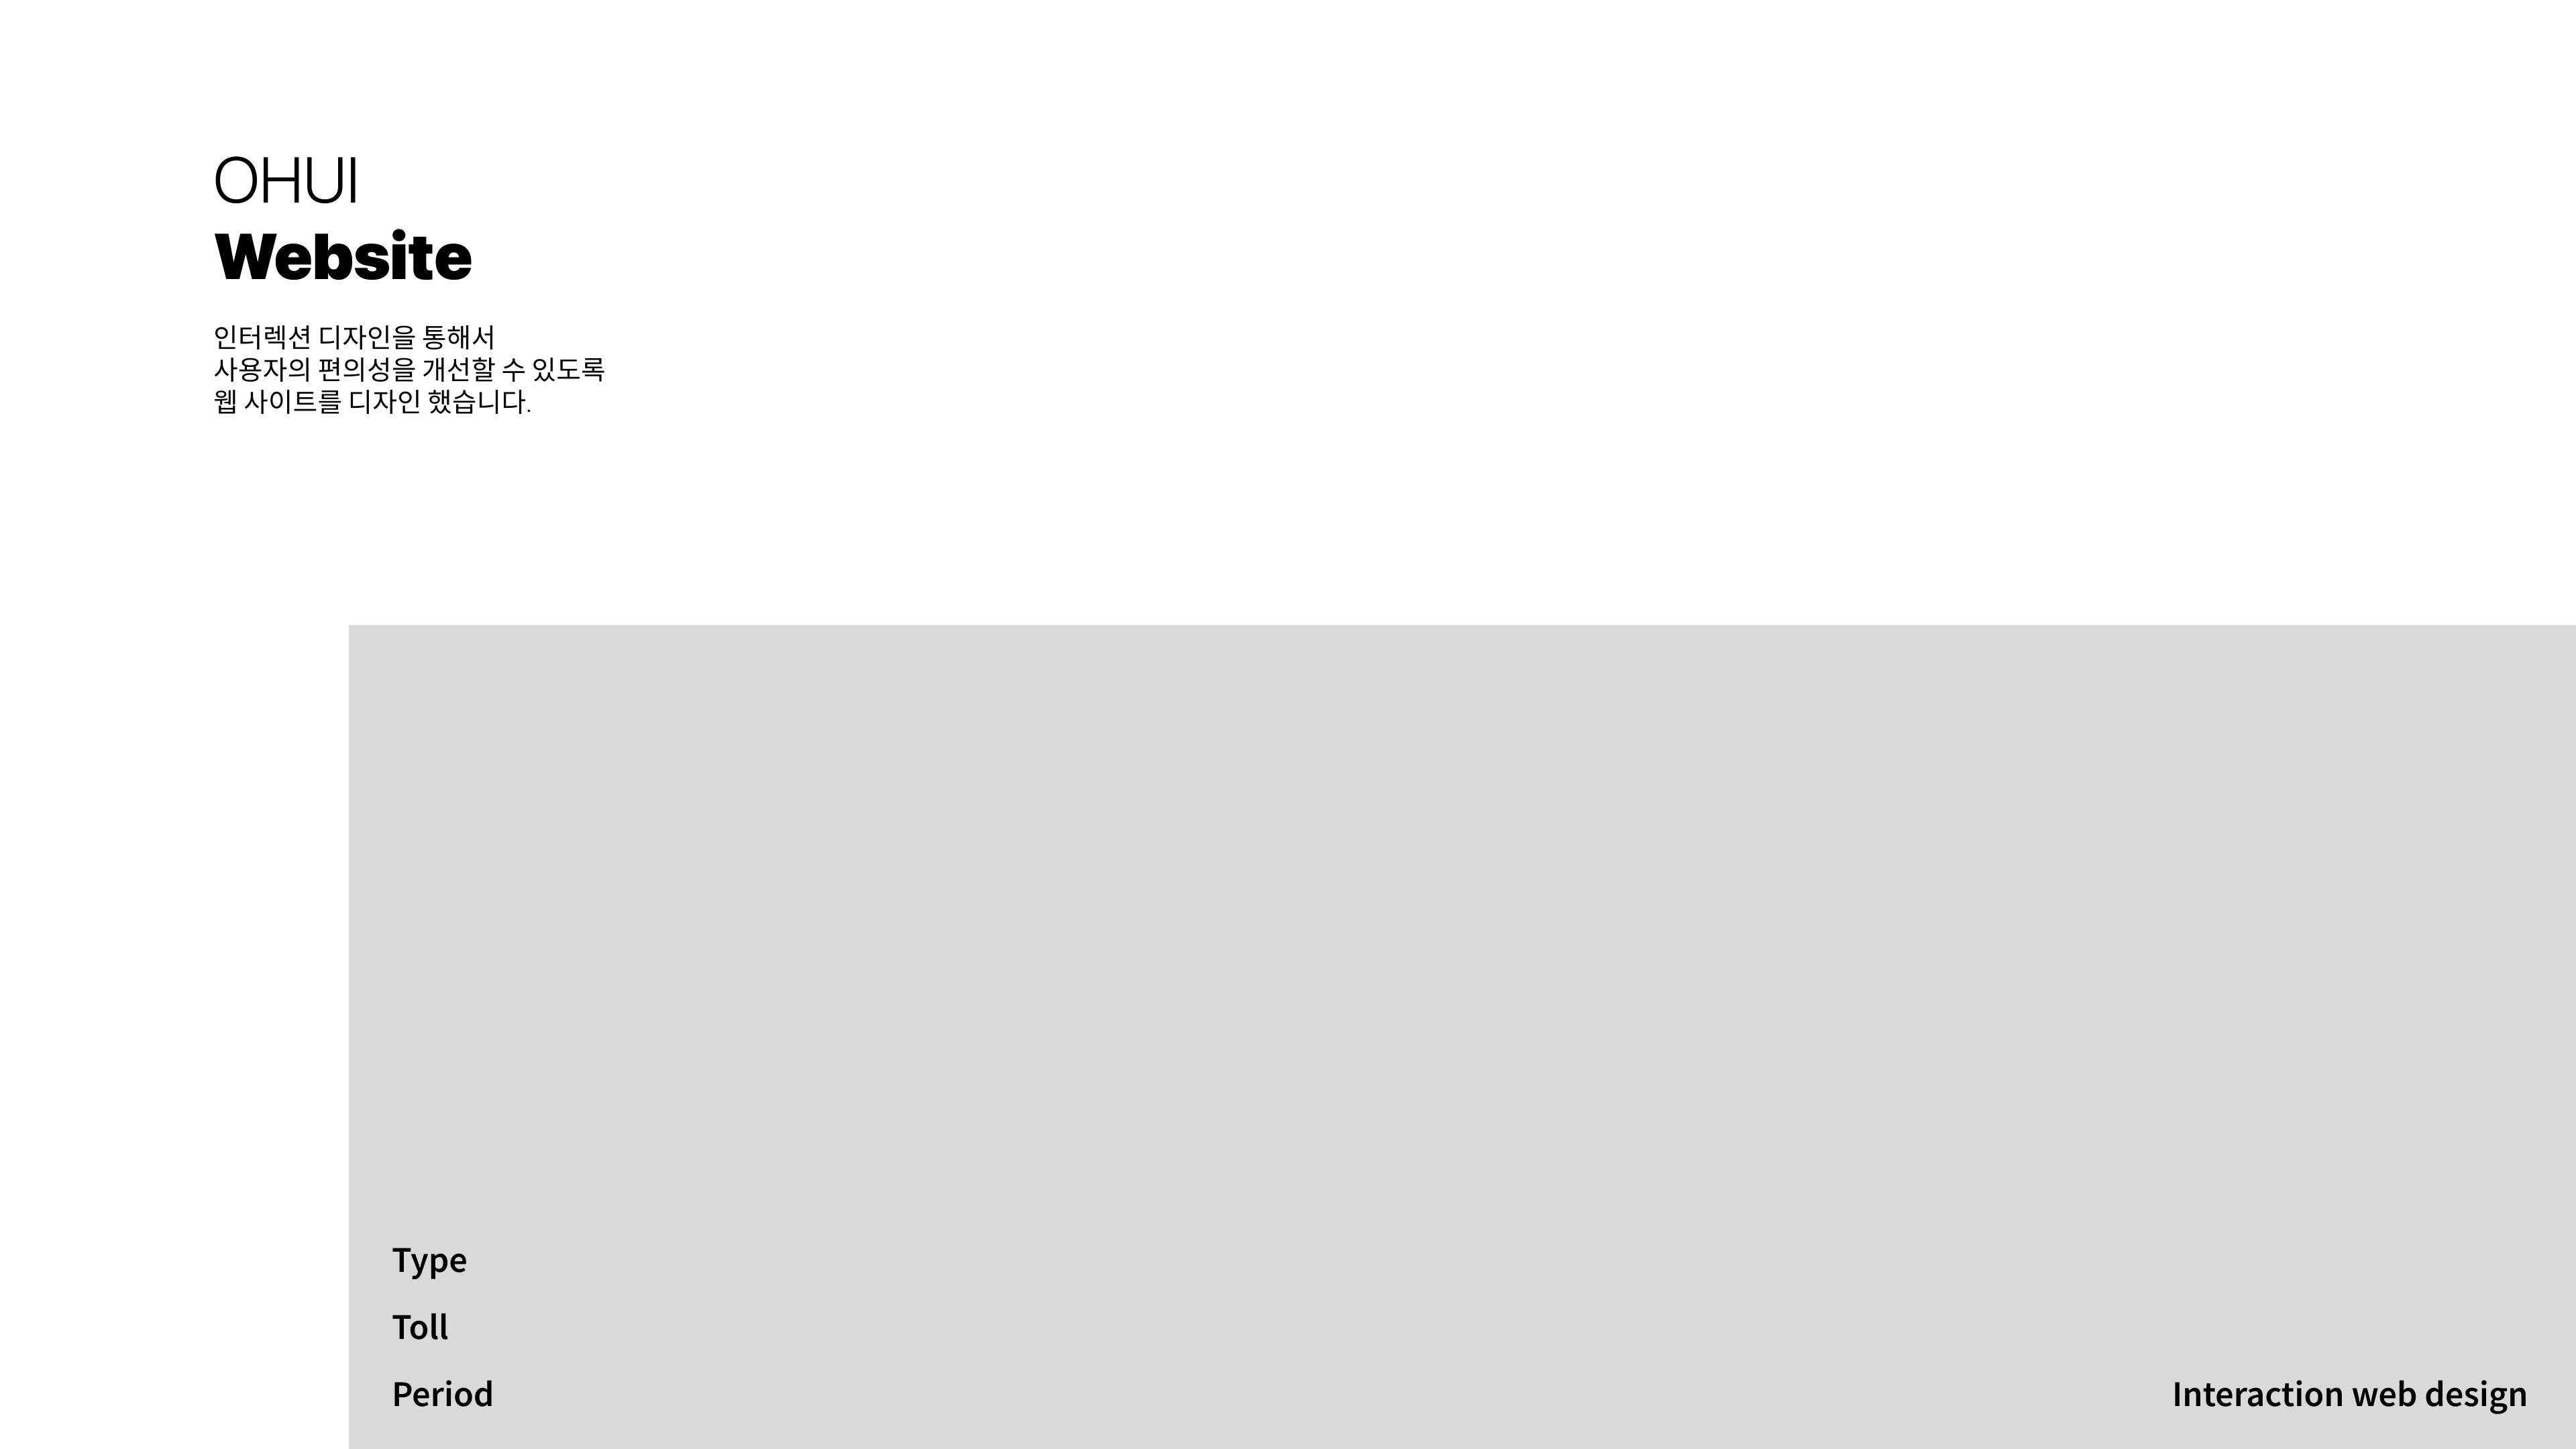 OHUI
Website
인터렉션 디자인을 통해서
사용자의 편의성을 개선할 수 있도록
웹 사이트를 디자인 했습니다.
Type
Toll
Period
Interaction web design